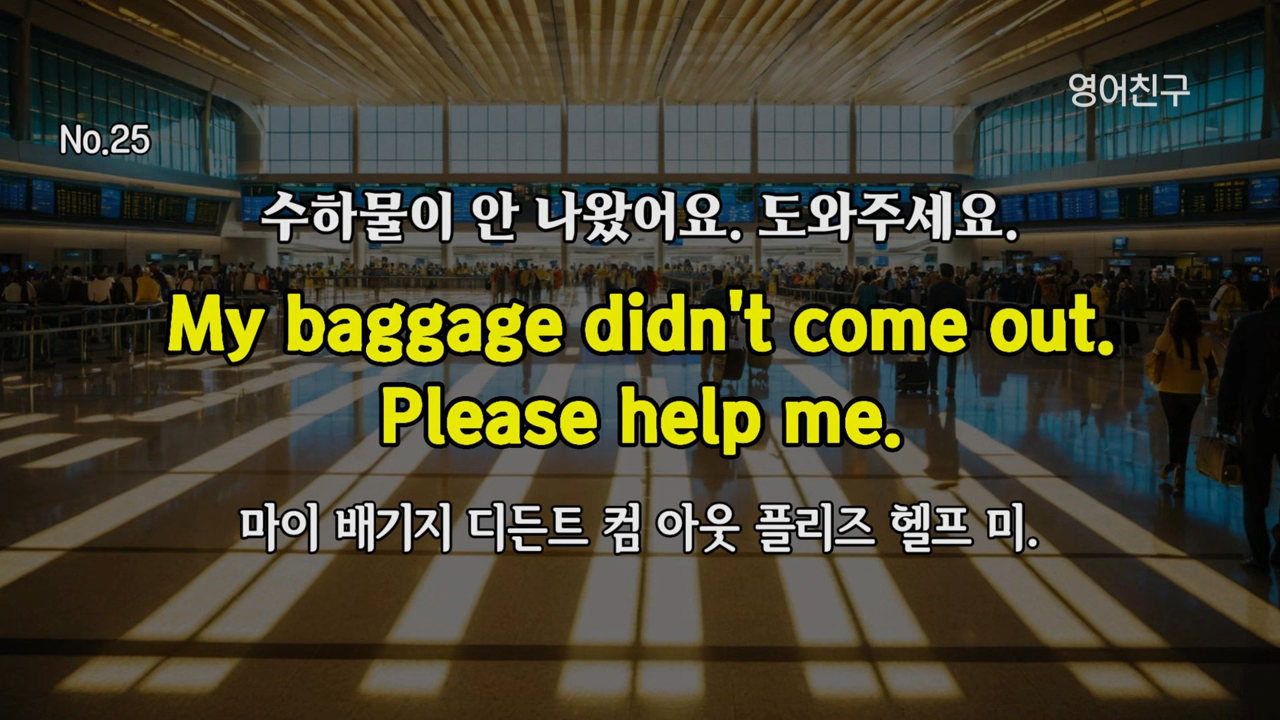 영어친구
No.25
수하물이 안 나왔어요. 도와주세요.
My baggage didn't come out.
Please help me.
마이 배기지 디든트 컴 아웃 플리즈 헬프 미.